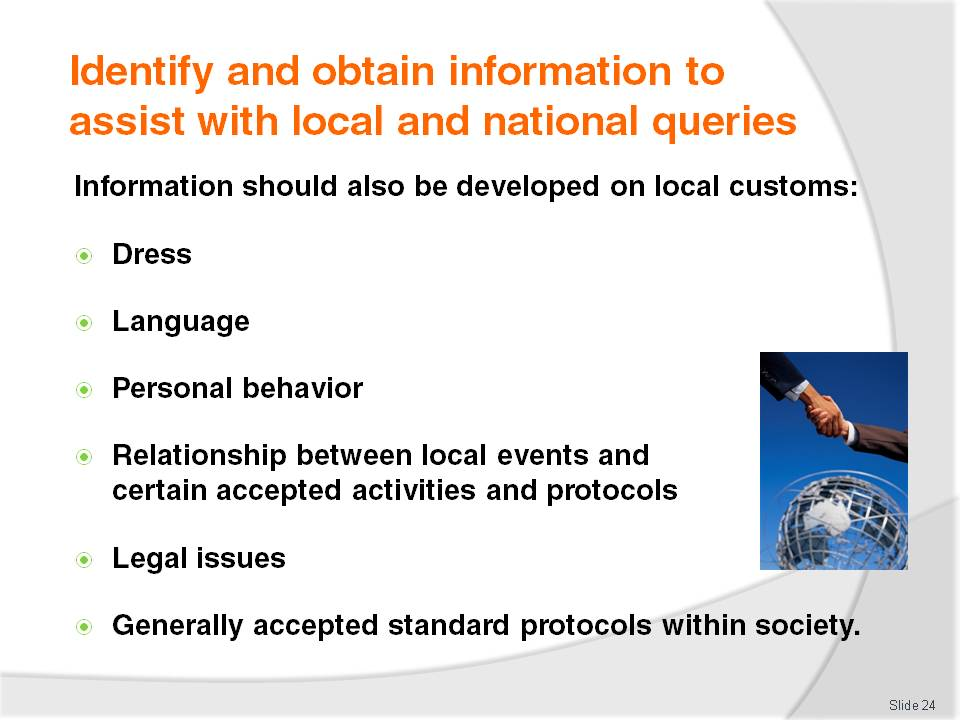 Identify and obtain information to
assist with local and national queries
Information should also be developed on local customs:
Dress
Language
Personal behavior
Relationship between local events and
certain accepted activities and protocols
Legal issues
Generally accepted standard protocols within society.
Slide 24